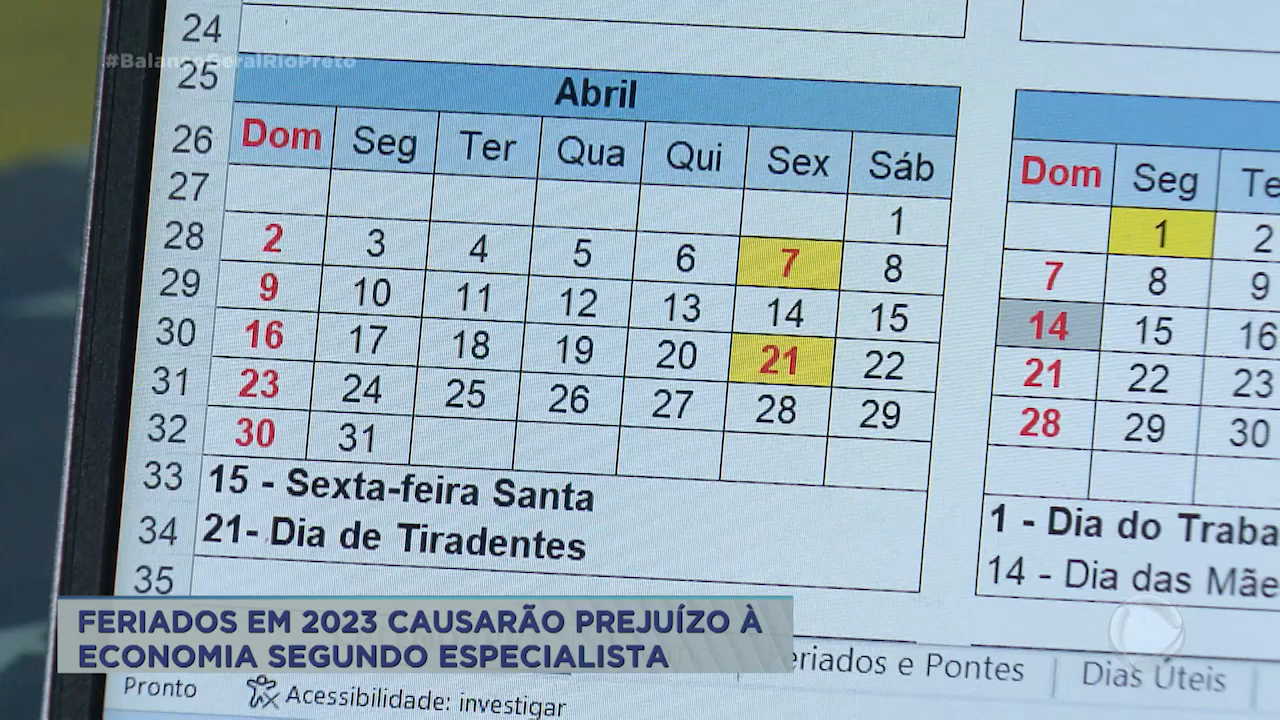 24
#BalançoGeralRioPreto
25 Abril
26 Dom Seg Ter Qua Qui Sex Sáb Dom Seg
27 1 1 2
28 2 3 4 5 6 7 8 7 8 9
29 9 10 11 12 13 14 15 14 15 16
30 16 17 18 19 20 21 22 21 22 23
31 23 24 25 26 27 28 29 28 29 30
32 30 31
33 15 - Sexta-feira Santa 1 - Dia do
34 21- Dia de Tiradentes 14 - Dia das
35
FERIADOS EM 2023 CAUSARÃO PREJUÍZO À
ECONOMIA SEGUNDO ESPECIALISTA
e Pontes Dias Úteis
Pronto Acessibilidade: investigar